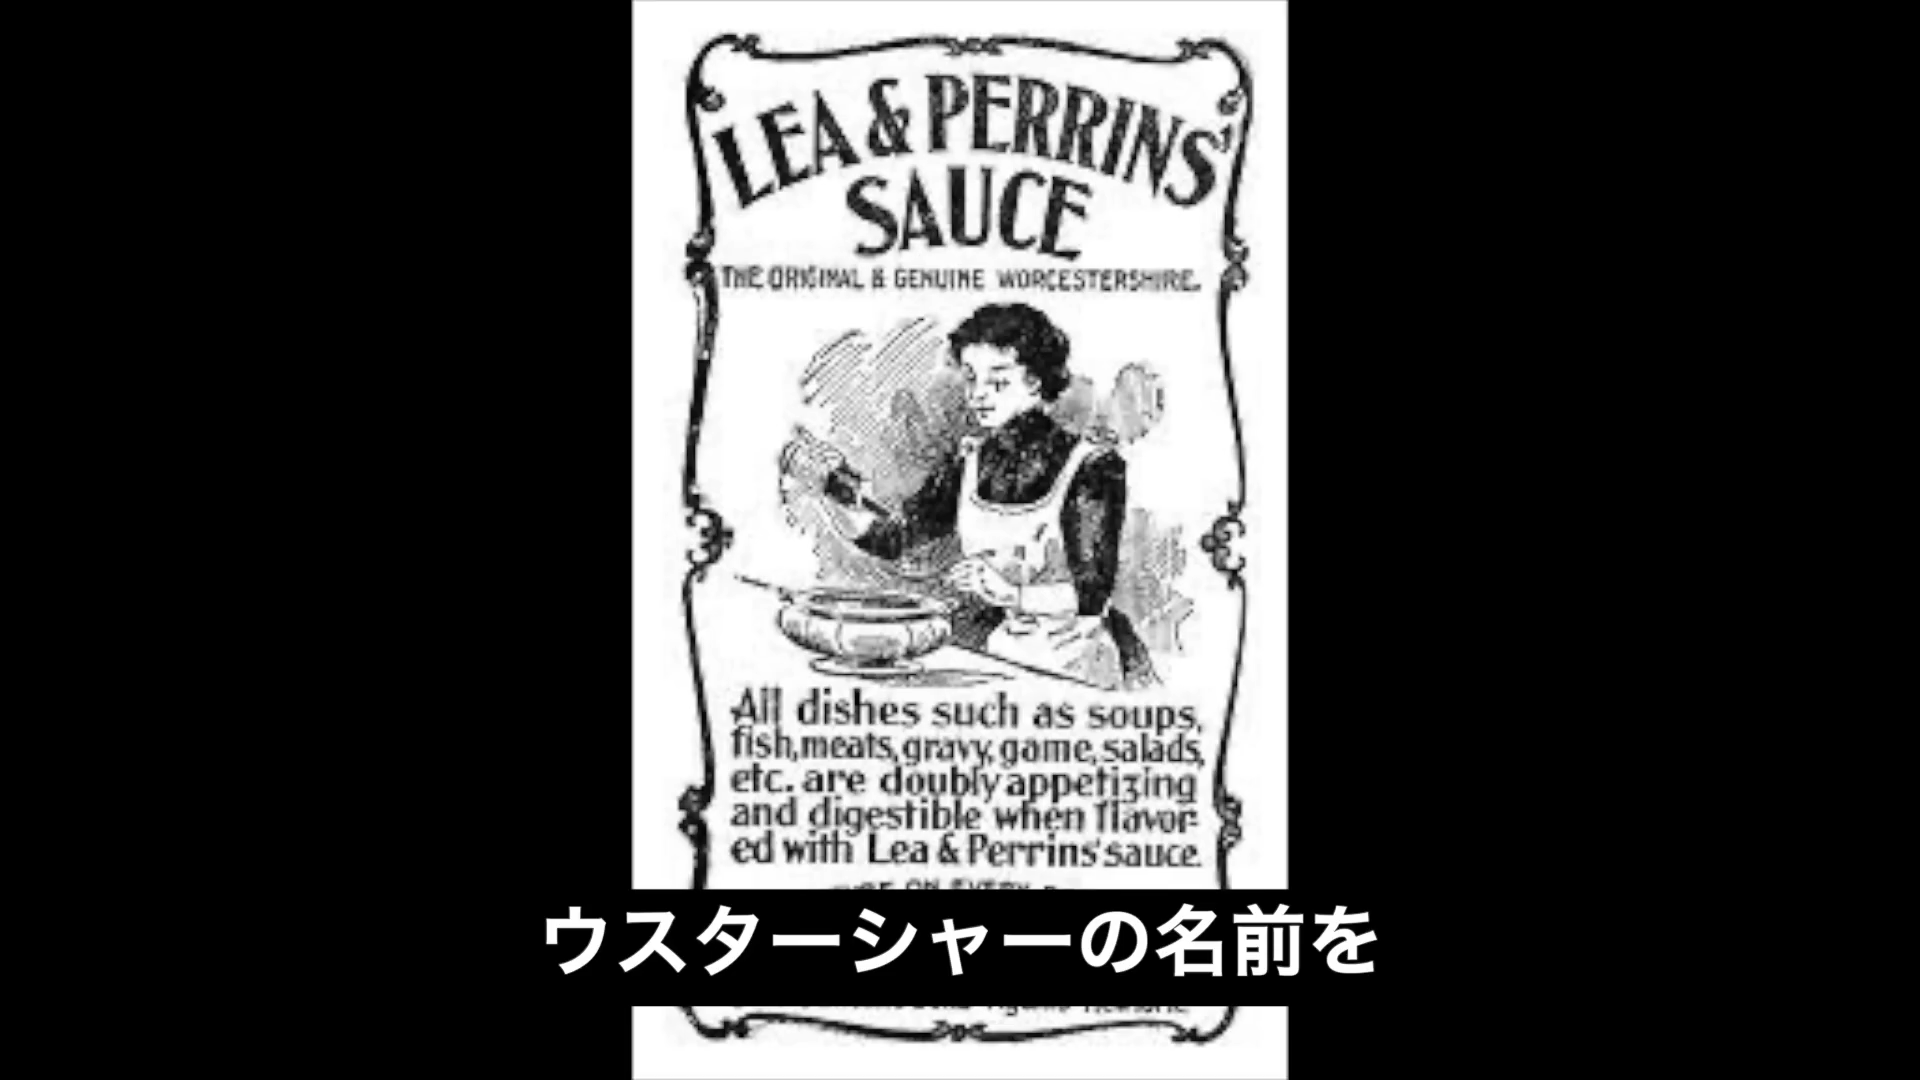 LEA & PERRINS'
SAUCE
THE ORIGINAL & GENUINE WORCESTERSHIRE.
All dishes such as soups,
fish, meats, gravy, game, salads,
etc. are doubly appetizing
and digestible when flavor-
ed with Lea & Perrins' sauce.
ON EVERY
ウスターシャーの名前を